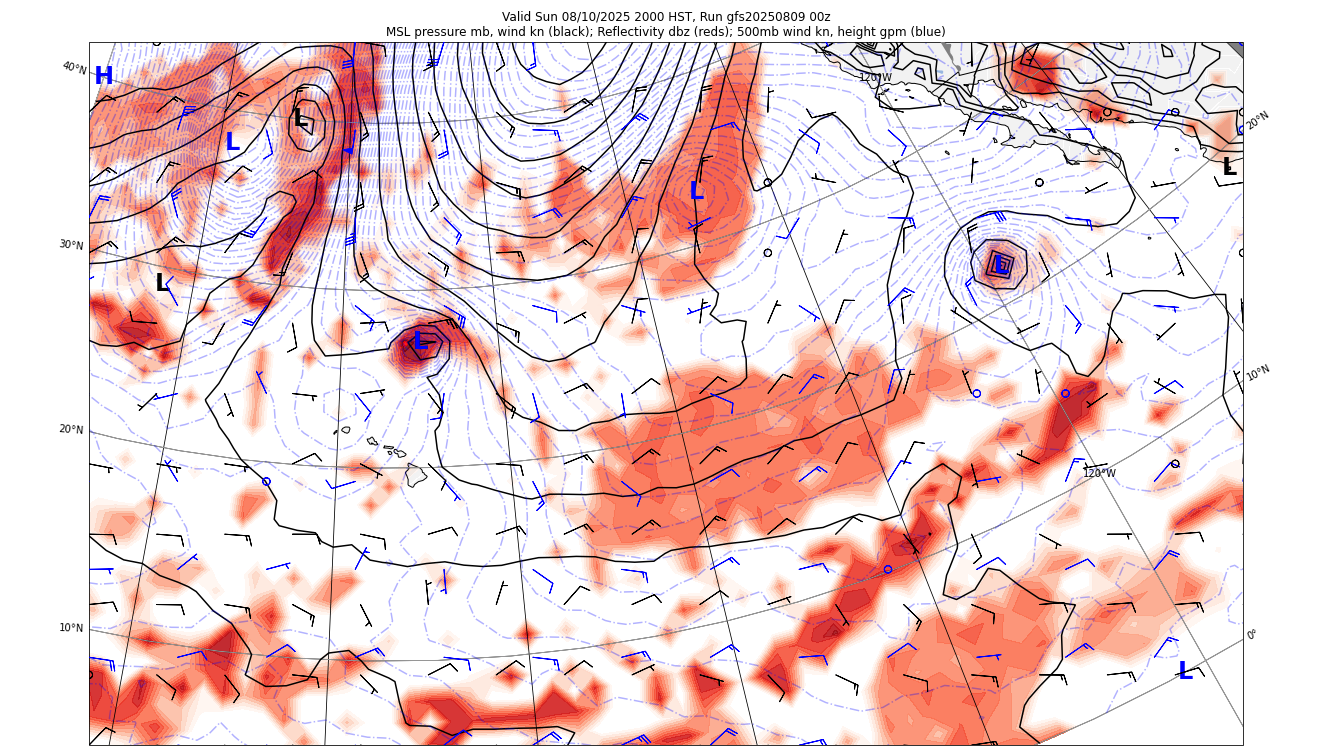 Valid Sun 08/10/2025 2000 HST, Run gfs20250809 00z
MSL pressure mb, wind kn (black); Reflectivity dbz (reds); 500mb wind kn, height gpm (blue)
40°N
H
120°W
L
L
20°N
L
L
30°N
L
L
L
10°N
20°N
120°W
10°N
0°
L